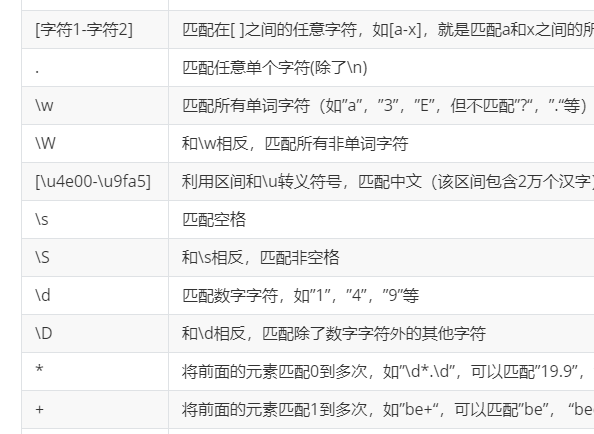 [字符1-字符2] 匹配在[ ]之间的任意字符，如[a-x]，就是匹配a和x之间的所
. 匹配任意单个字符(除了\n)
\w 匹配所有单词字符（如”a”，”3”，”E”，但不匹配”?“，”.“等）
\W 和\w相反，匹配所有非单词字符
[\u4e00-\u9fa5] 利用区间和\u转义符号，匹配中文（该区间包含2万个汉字）
\s 匹配空格
\S 和\s相反，匹配非空格
\d 匹配数字字符，如”1”，”4”，”9”等
\D 和\d相反，匹配除了数字字符外的其他字符
* 将前面的元素匹配0到多次，如”\d*.\d”，可以匹配”19.9”，
+ 将前面的元素匹配1到多次，如”be+“，可以匹配”be”，“be